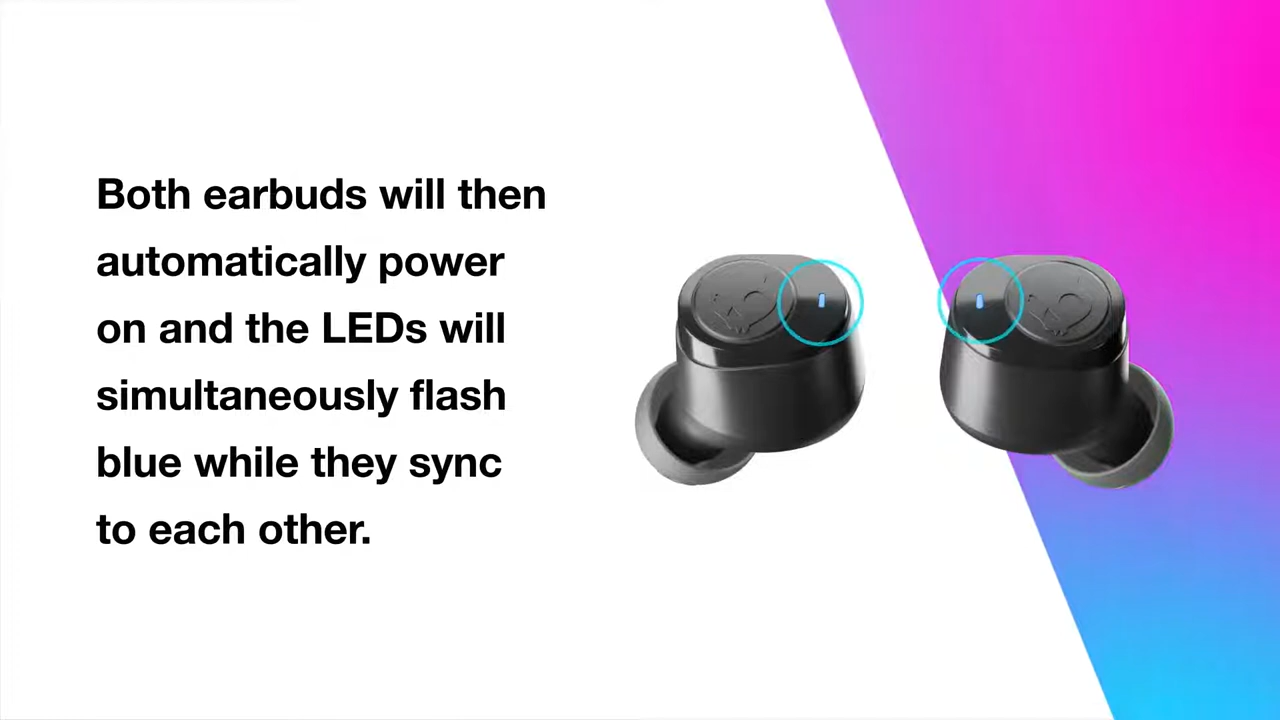 Both earbuds will then
automatically power
on and the LEDs will
simultaneously flash
blue while they sync
to each other.